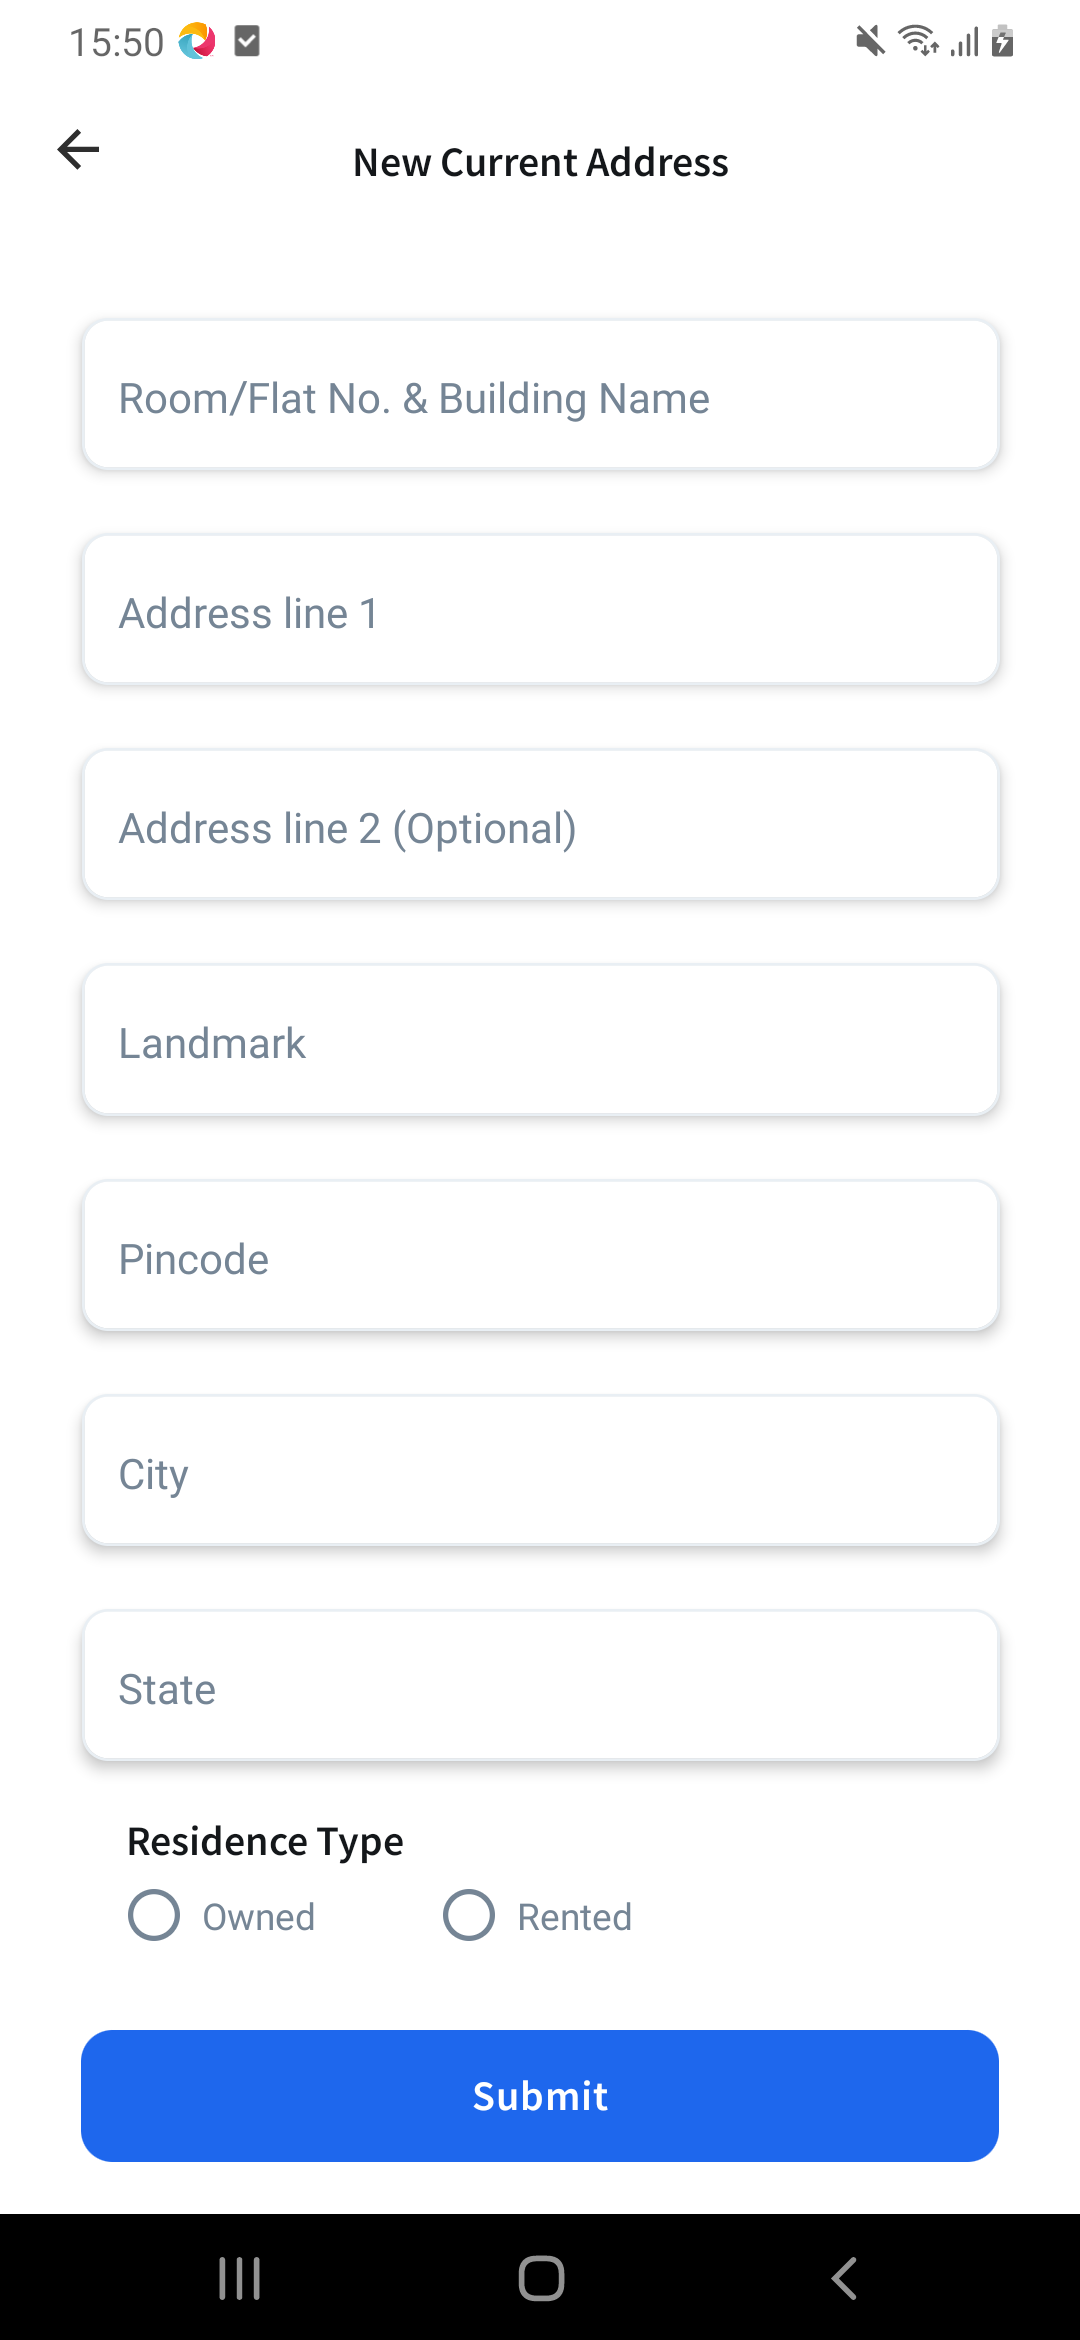 15:50
New Current Address
Room/Flat No. & Building Name
Address line 1
Address line 2 (Optional)
Landmark
Pincode
City
State
Residence Type
Owned Rented
Submit